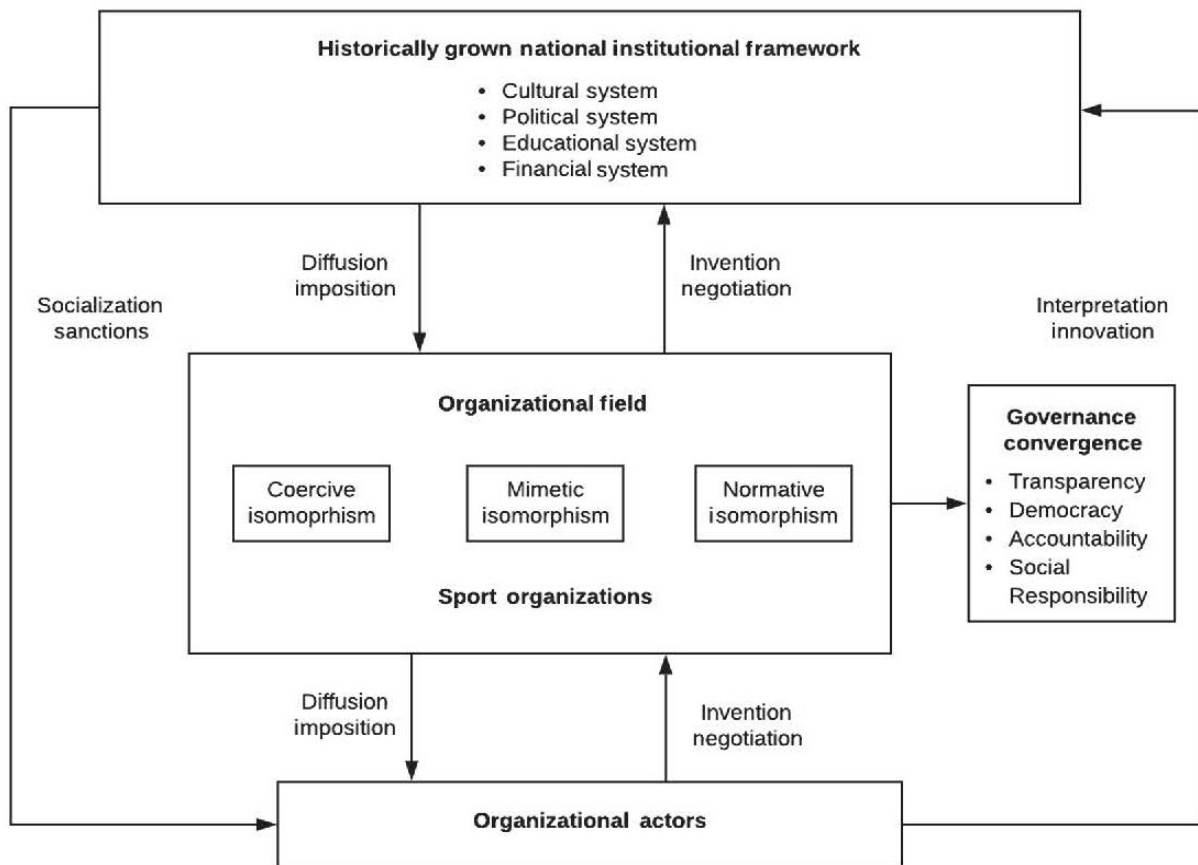 Historically grown national institutional framework
• Cultural system
• Political system
• Educational system
• Financial system
Diffusion
imposition
Invention
negotiation
Socialization
sanctions
Interpretation
innovation
Organizational field
Coercive
isomoprhism
Mimetic
isomorphism
Normative
isomorphism
Sport organizations
Governance
convergence
• Transparency
• Democracy
• Accountability
• Social
Responsibility
Diffusion
imposition
Invention
negotiation
Organizational actors